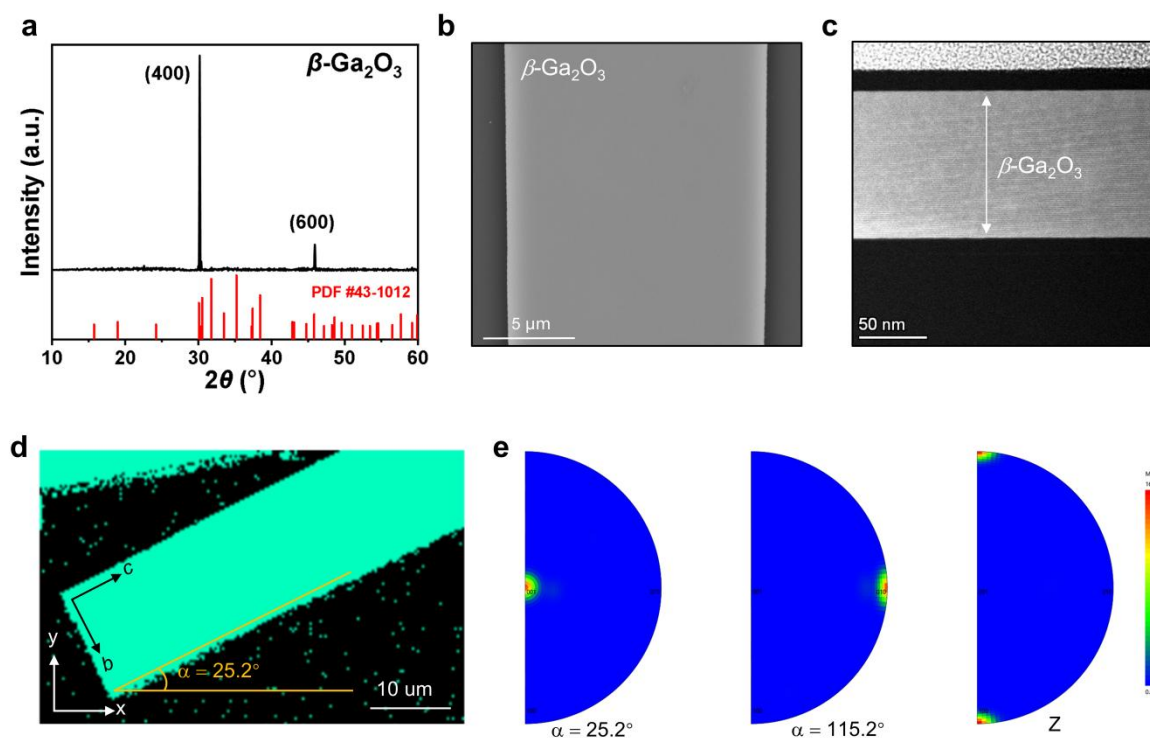 a
β-Ga2O3
(400)
(600)
Intensity (a.u.)
PDF #43-1012
10 20 30 40 50 60
2θ (°)
b
β-Ga2O3
5 μm
c
β-Ga2O3
50 nm
d
c
b
y
x
α = 25.2°
10 um
e
α = 25.2°
α = 115.2°
Z